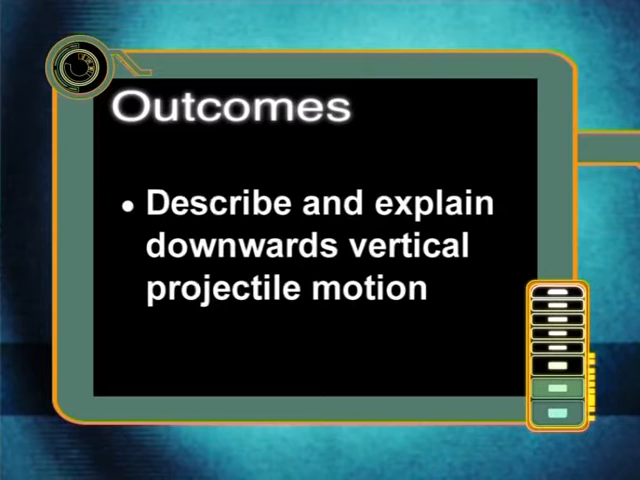 Outcomes
• Describe and explain
downwards vertical
projectile motion